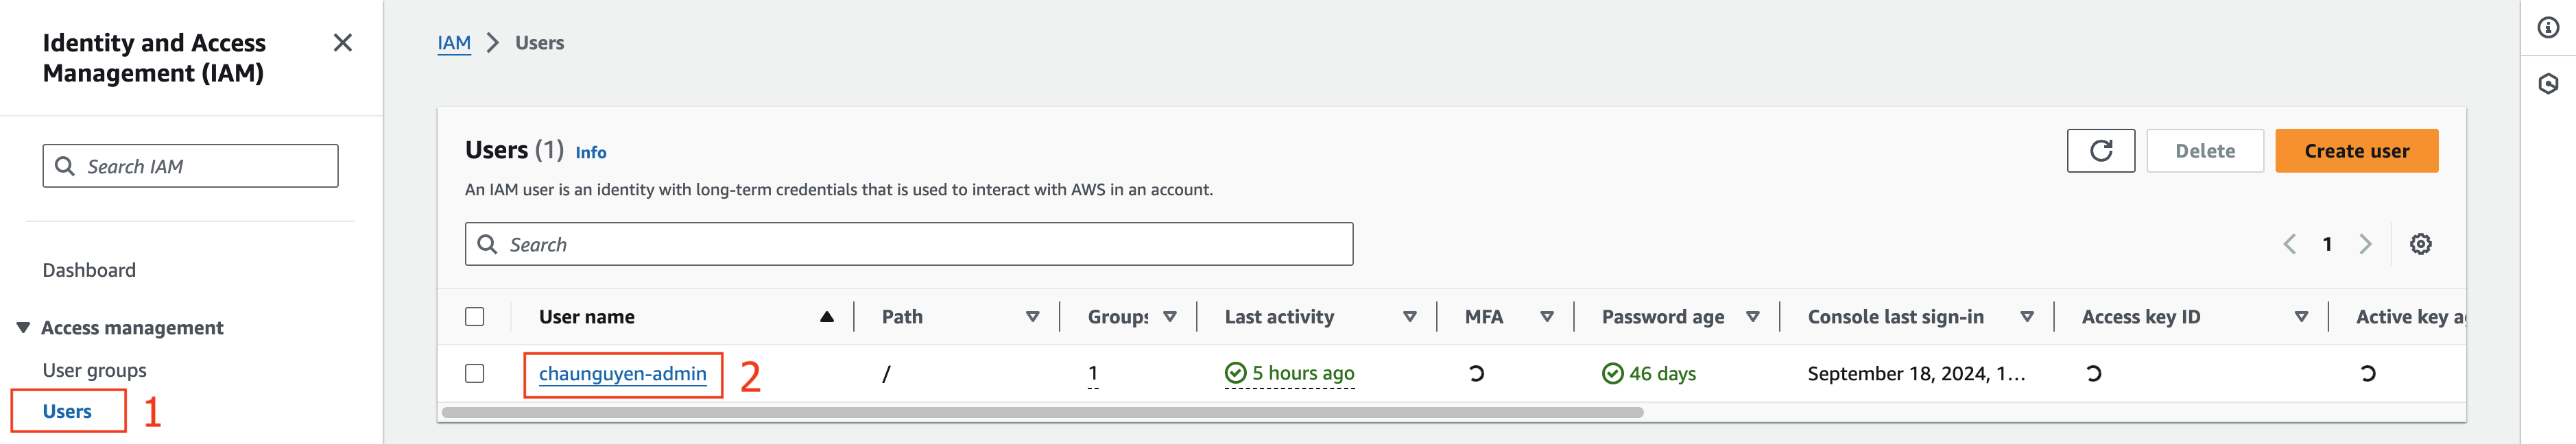 Identity and Access
Management (IAM)
Search IAM
Dashboard
Access management
User groups
Users
1
IAM > Users
Users (1) Info
Delete
Create user
An IAM user is an identity with long-term credentials that is used to interact with AWS in an account.
Search
1
User name Path Groups Last activity MFA Password age Console last sign-in Access key ID Active key ag
chaunguyen-admin 2 / 1 5 hours ago 46 days September 18, 2024, 1...